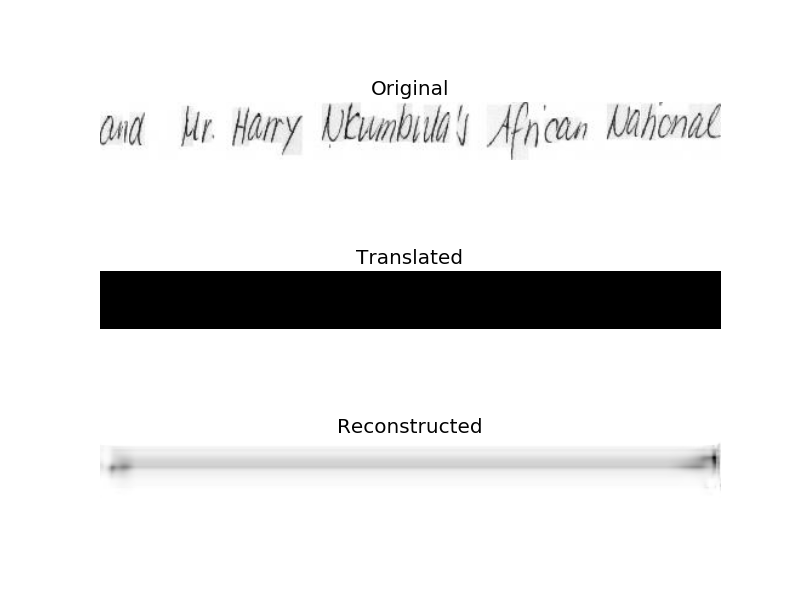 Original
and Mr. Harry Nkumbula's African National
Translated
Reconstructed